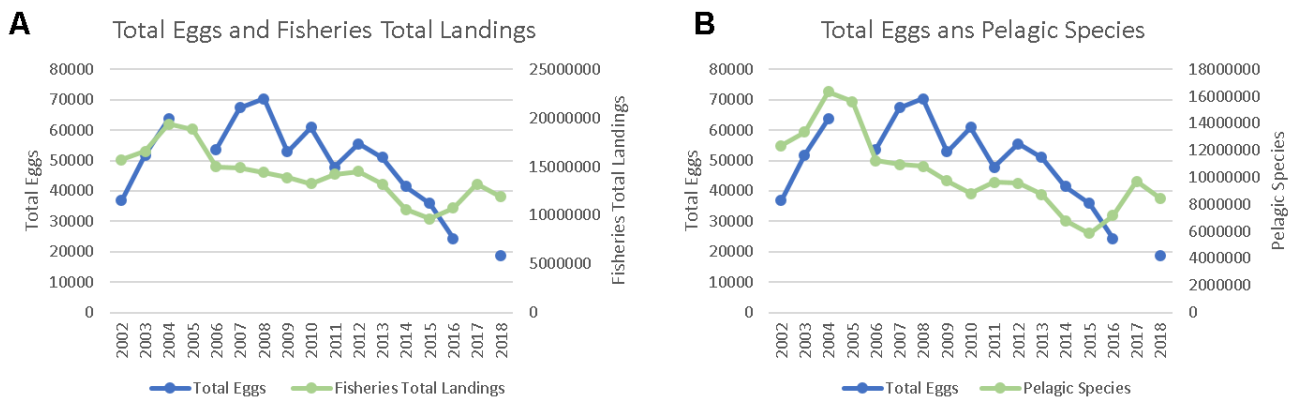 A
Total Eggs and Fisheries Total Landings
Total Eggs
80000
70000
60000
50000
40000
30000
20000
10000
0
25000000
20000000
15000000
10000000
5000000
0
Fisheries Total Landings
2002 2003 2004 2005 2006 2007 2008 2009 2010 2011 2012 2013 2014 2015 2016 2017 2018
Total Eggs Fisheries Total Landings
B
Total Eggs ans Pelagic Species
Total Eggs
80000
70000
60000
50000
40000
30000
20000
10000
0
18000000
16000000
14000000
12000000
10000000
8000000
6000000
4000000
2000000
0
Pelagic Species
2002 2003 2004 2005 2006 2007 2008 2009 2010 2011 2012 2013 2014 2015 2016 2017 2018
Total Eggs Pelagic Species